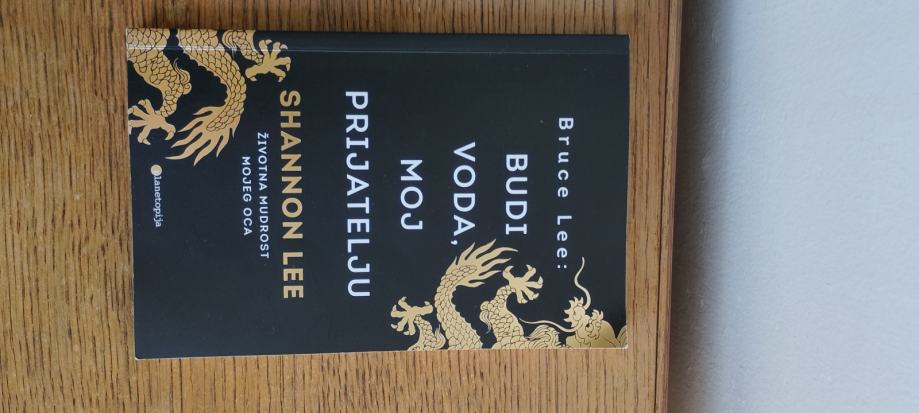 Bruce Lee:
BUDI
VODA,
MOJ
PRIJATELJU
SHANNON LEE
ŽIVOTNA MUDROST
MOJEG OCA
Planetopija